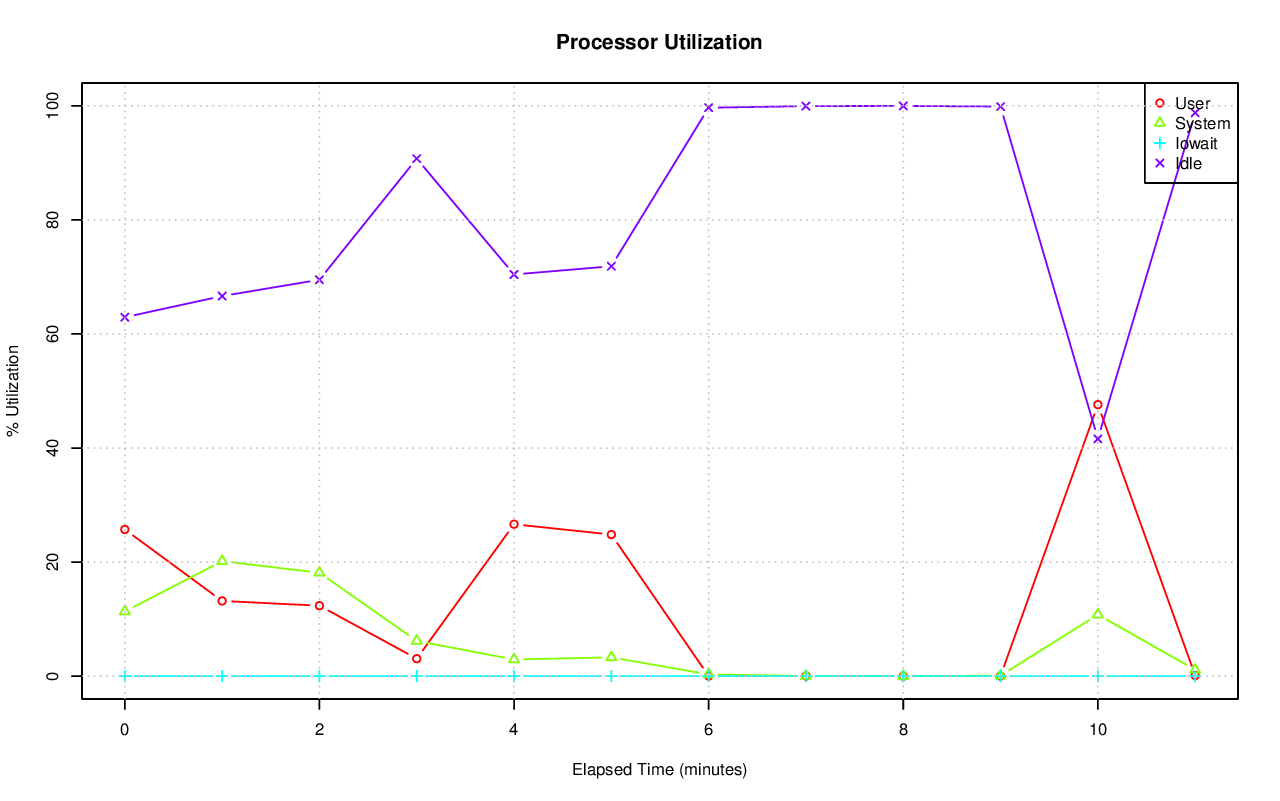 Processor Utilization
% Utilization
100
80
60
40
20
0
User
System
Iowait
Idle
0 2 4 6 8 10
Elapsed Time (minutes)